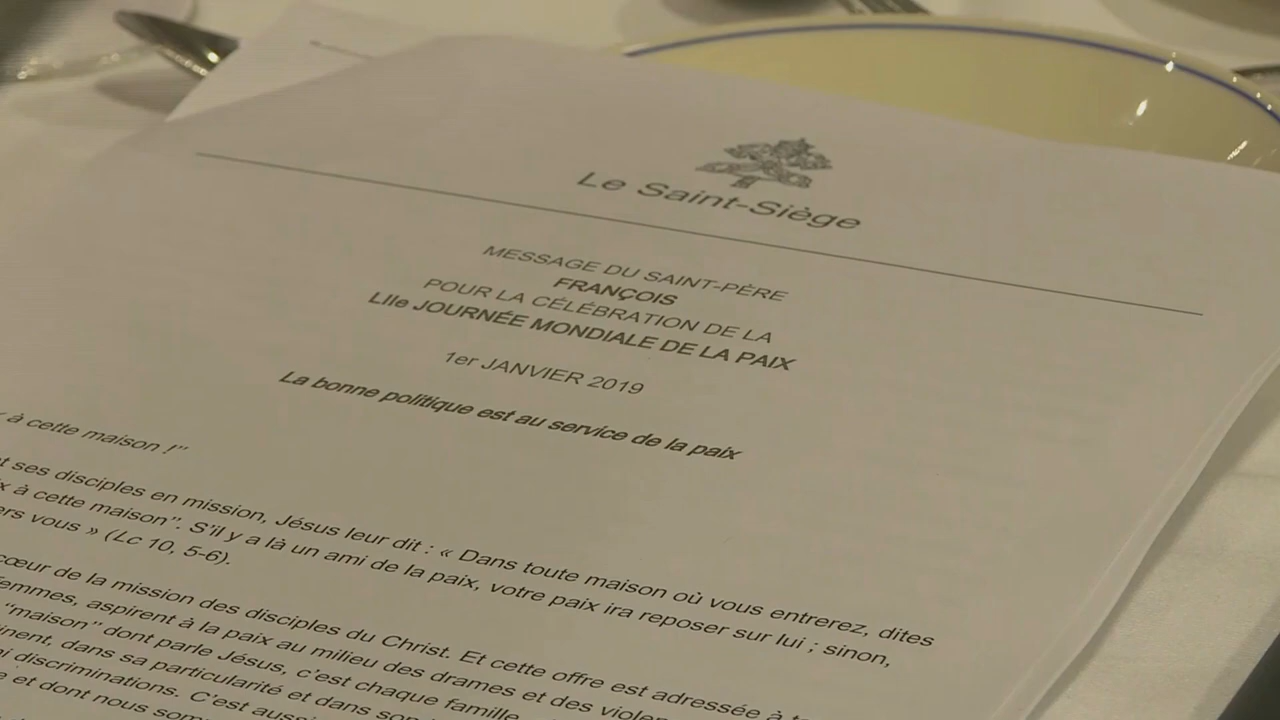 Le Saint-Siège
MESSAGE DU SAINT-PÈRE
FRANÇOIS
POUR LA CÉLÉBRATION DE LA
LIIe JOURNÉE MONDIALE DE LA PAIX
1er JANVIER 2019
La bonne politique est au service de la paix
à cette maison !”
ses disciples en mission, Jésus leur dit : « Dans toute maison où vous entrerez, dites
à cette maison”. S’il y a là un ami de la paix, votre paix ira reposer sur lui ; sinon,
vous » (Lc 10, 5-6).
cœur de la mission des disciples du Christ. Et cette offre est adressée à
femmes, aspirent à la paix au milieu des drames et des
“maison” dont parle Jésus, c’est chaque famille,
dans sa particularité et dans
discriminations. C’est
et dont nous